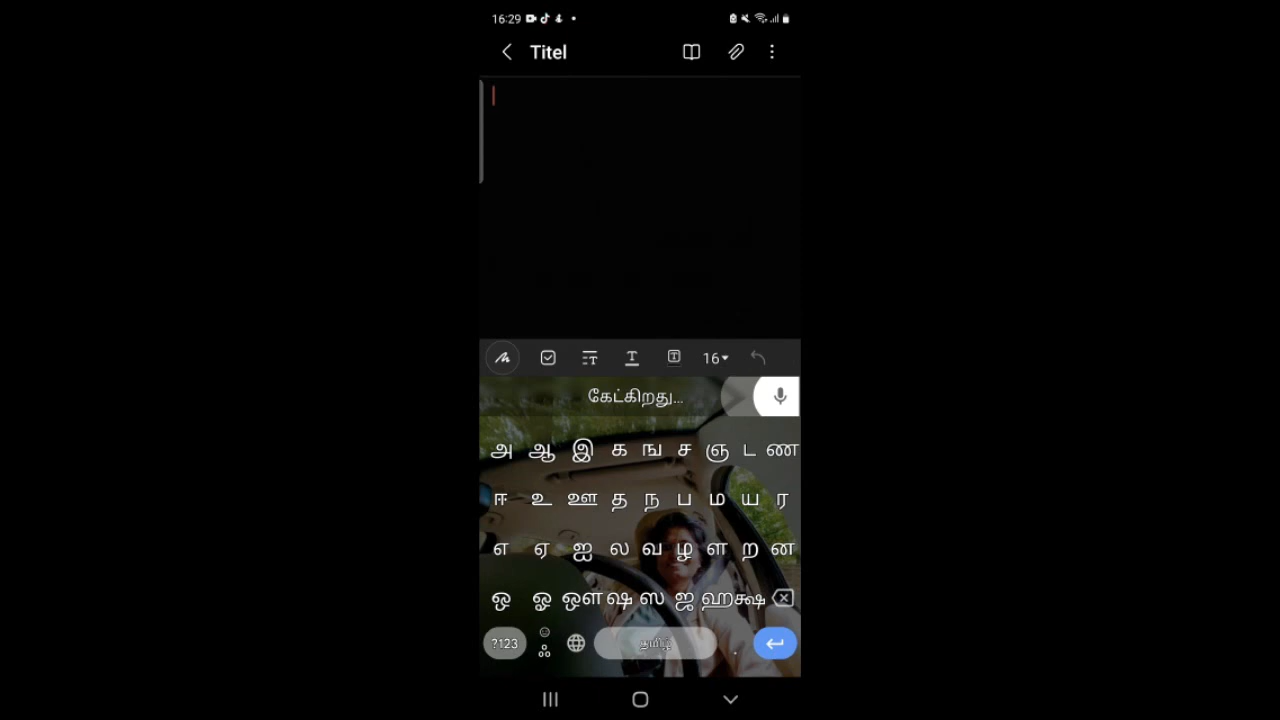 16:29
Titel
16
கேட்கிறது...
அ ஆ இ க ங ச ஞ ட ண
ஈ உ ஊ த ந ப ம ய ர
எ ஏ ஐ ல வ ழ ள ற ன
ஒ ஓ ஔ ஷ ஸ ஜ ஹ க்ஷ
?123 தமிழ் .